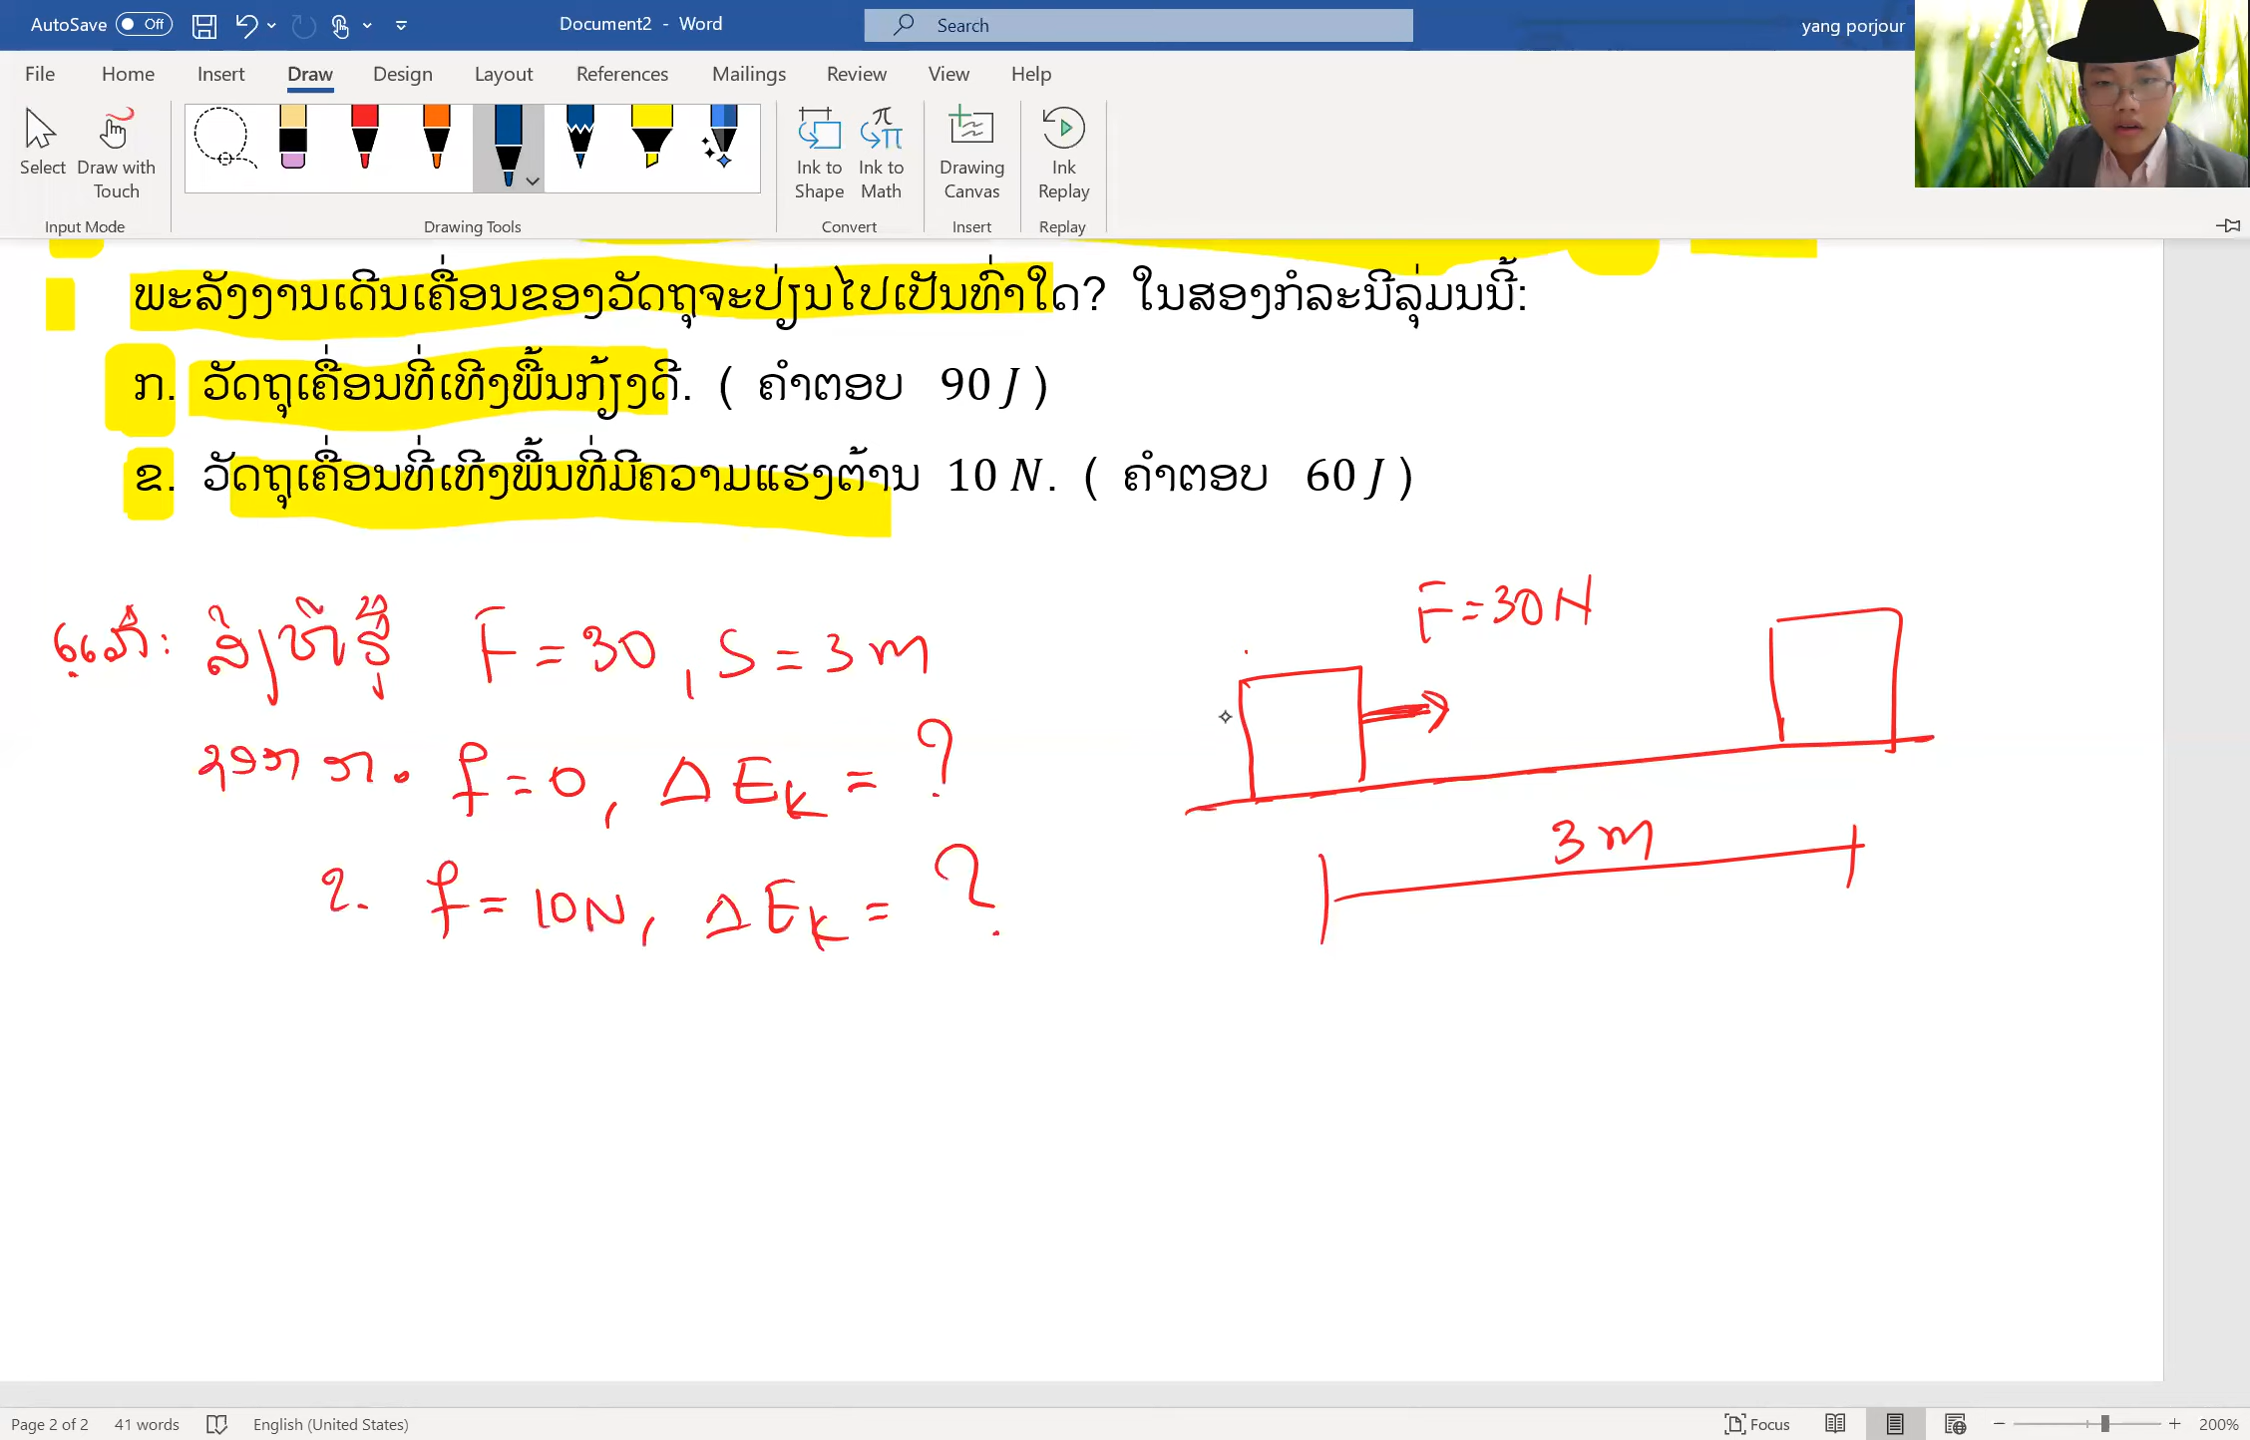 AutoSave Off Document2 - Word Search yang porjour
File Home Insert Draw Design Layout References Mailings Review View Help
Select Draw with Touch Ink to Shape Ink to Math Drawing Canvas Ink Replay
Input Mode Drawing Tools Convert Insert Replay
ພະລັງງານເດີນເຄື່ອນຂອງວັດຖຸຈະປ່ຽນໄປເປັນທົ່າໃດ? ໃນສອງກໍລະນີລຸ່ມນນີ້:
ກ. ວັດຖຸເຄື່ອນທີ່ເທີງພື້ນກ້ຽງດີ. ( ຄໍາຕອບ 90 J )
ຂ. ວັດຖຸເຄື່ອນທີ່ເທີງພື້ນທີ່ມີຄວາມແຮງຕ້ານ 10 N. ( ຄໍາຕອບ 60 J )
F = 30 , S = 3 m
ກ. f = 0 , Δ E_k = ?
ຂ. f = 10N , Δ E_k = ?
F = 30 N
3 m
Page 2 of 2 41 words English (United States) Focus 200%